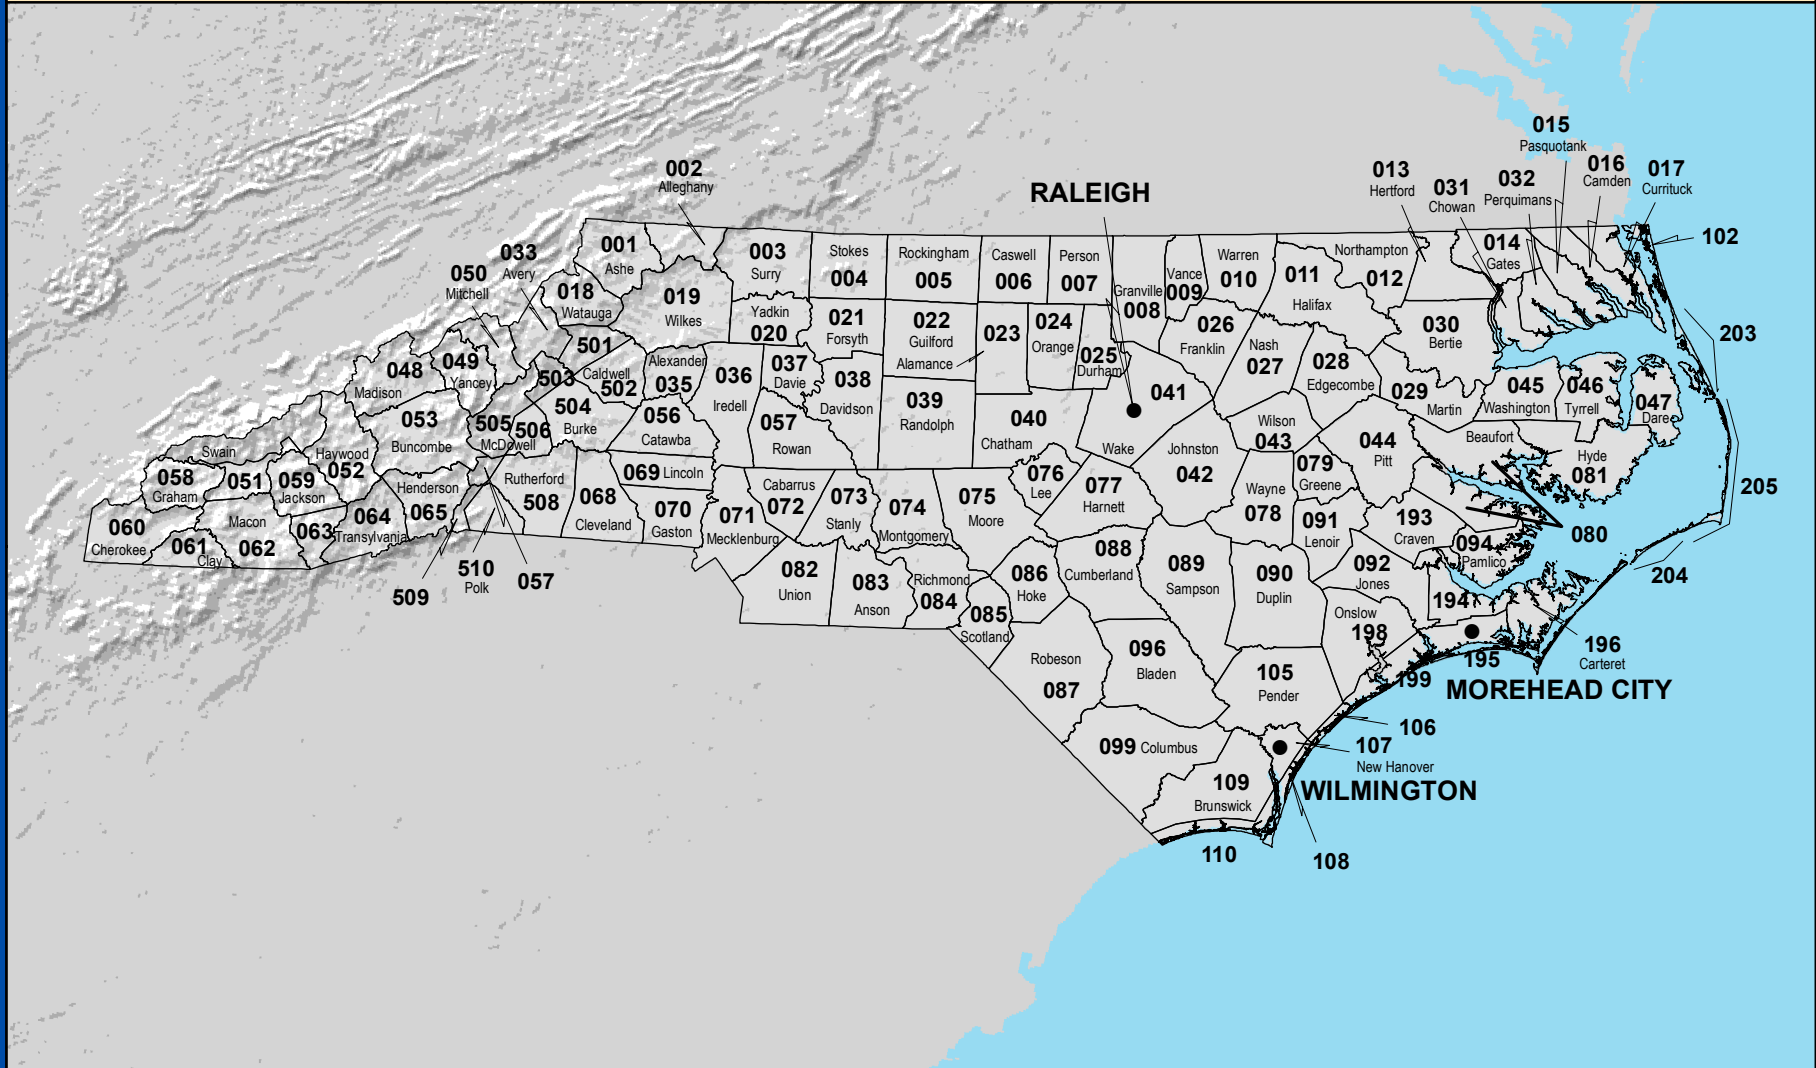 015
Pasquotank
002
Alleghany
RALEIGH
013
Hertford
031
Chowan
032
Perquimans
016
Camden
017
Currituck
102
033
Avery
050
Mitchell
001
Ashe
003
Surry
Stokes
004
Rockingham
005
Caswell
006
Person
007
Granville
008
Vance
009
Warren
010
011
Halifax
Northampton
012
014
Gates
018
Watauga
019
Wilkes
Yadkin
020
021
Forsyth
022
Guilford
Alamance
023
024
Orange
025
Durham
026
Franklin
Nash
027
028
Edgecombe
030
Bertie
203
048
Madison
049
Yancey
501
Caldwell
503
502
Alexander
035
036
Iredell
037
Davie
038
Davidson
039
Randolph
040
Chatham
041
Wake
029
Martin
045
Washington
046
Tyrrell
047
Dare
053
Buncombe
505
McDowell
506
504
Burke
056
Catawba
057
Rowan
Johnston
042
Wilson
043
044
Pitt
Beaufort
Hyde
081
205
Swain
Haywood
052
058
Graham
051
059
Jackson
Henderson
065
Rutherford
508
068
Cleveland
069 Lincoln
070
Gaston
071
Mecklenburg
Cabarrus
072
073
Stanly
074
Montgomery
075
Moore
076
Lee
077
Harnett
Wayne
078
079
Greene
091
Lenoir
193
Craven
094
Pamlico
080
060
Cherokee
061
Clay
Macon
062
063
064
Transylvania
509
510
Polk
057
082
Union
083
Anson
Richmond
084
085
Scotland
086
Hoke
088
Cumberland
089
Sampson
090
Duplin
092
Jones
194
204
Onslow
198
195
196
Carteret
199
MOREHEAD CITY
Robeson
087
096
Bladen
105
Pender
106
107
New Hanover
099 Columbus
109
Brunswick
WILMINGTON
110
108